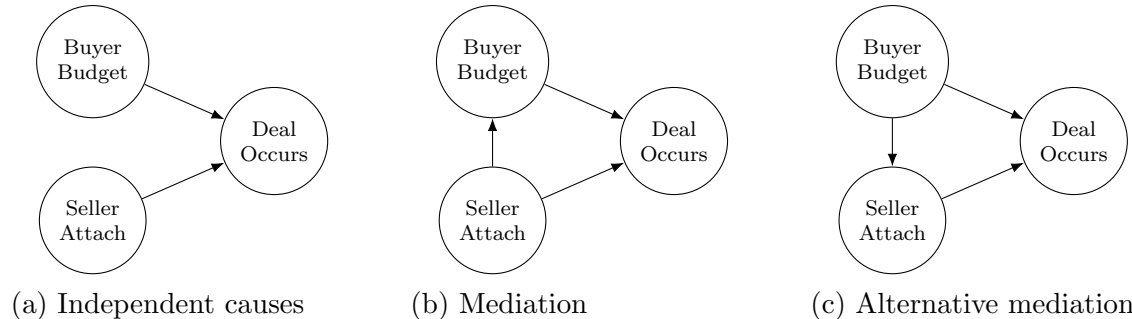 Buyer
Budget
Deal
Occurs
Seller
Attach
(a) Independent causes
Buyer
Budget
Deal
Occurs
Seller
Attach
(b) Mediation
Buyer
Budget
Deal
Occurs
Seller
Attach
(c) Alternative mediation